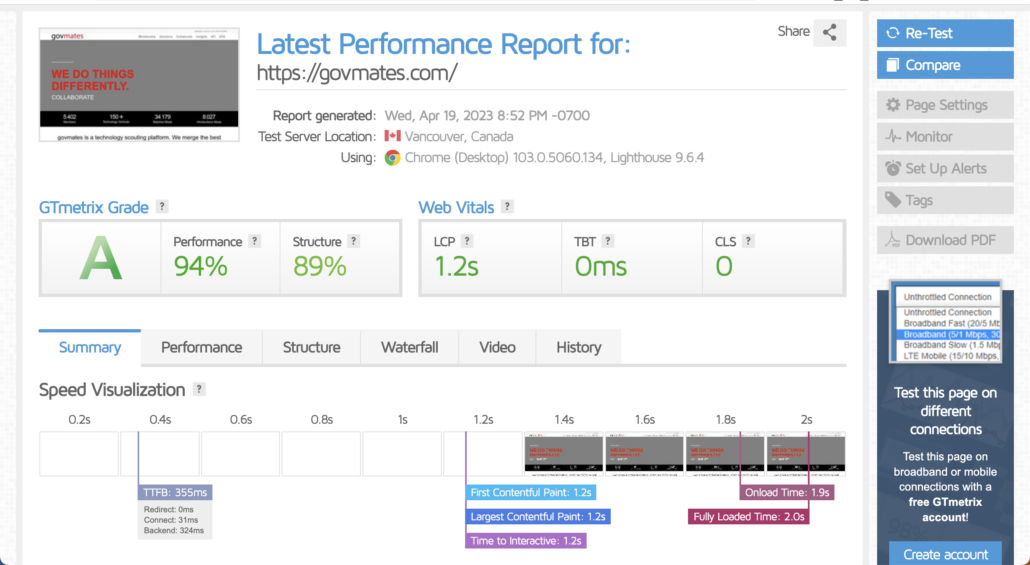 govmates
WE DO THINGS
DIFFERENTLY.
COLLABORATE
5402
150+
34179
8027
govmates is a technology scouting platform. We merge the best
Latest Performance Report for:
https://govmates.com/
Share
Report generated: Wed, Apr 19, 2023 8:52 PM -0700
Test Server Location: Vancouver, Canada
Using: Chrome (Desktop) 103.0.5060.134, Lighthouse 9.6.4
Re-Test
Compare
Page Settings
Monitor
Set Up Alerts
Tags
Download PDF
GTmetrix Grade ?
A
Performance ?
94%
Structure ?
89%
Web Vitals ?
LCP ?
1.2s
TBT ?
0ms
CLS ?
0
Summary Performance Structure Waterfall Video History
Speed Visualization ?
0.2s 0.4s 0.6s 0.8s 1s 1.2s 1.4s 1.6s 1.8s 2s
TTFB: 355ms
Redirect: 0ms
Connect: 31ms
Backend: 324ms
First Contentful Paint: 1.2s
Largest Contentful Paint: 1.2s
Time to Interactive: 1.2s
Onload Time: 1.9s
Fully Loaded Time: 2.0s
Unthrottled Connection
Unthrottled Connection
Broadband Fast (20/5 Mb
Broadband (5/1 Mbps, 30
Broadband Slow (1.5 Mbp
LTE Mobile (15/10 Mbps,
Test this page on
different
connections
Test this page on
broadband or mobile
connections with a
free GTmetrix
account!
Create account